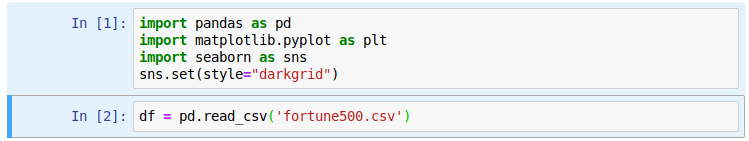 In [1]: import pandas as pd
import matplotlib.pyplot as plt
import seaborn as sns
sns.set(style="darkgrid")
In [2]: df = pd.read_csv('fortune500.csv')